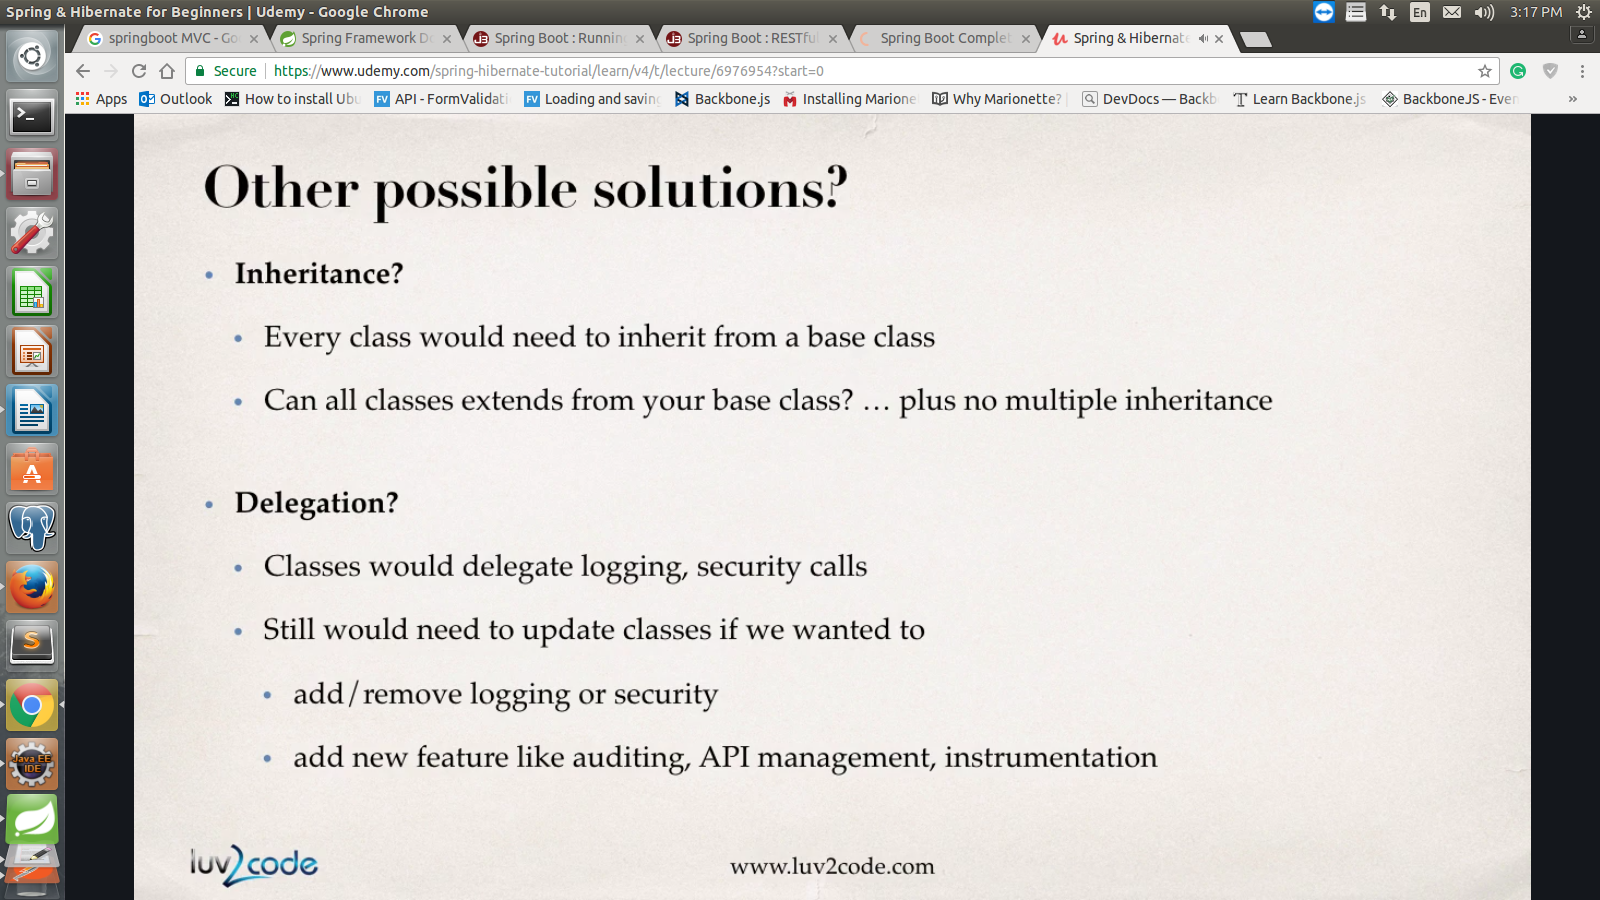 Spring & Hibernate for Beginners | Udemy - Google Chrome
En
3:17 PM
springboot MVC - Go
Spring Framework D
Spring Boot : Runnin
Spring Boot : RESTfu
Spring Boot Complet
Spring & Hibernate
Secure
https://www.udemy.com/spring-hibernate-tutorial/learn/v4/t/lecture/6976954?start=0
Apps
Outlook
How to install Ubu
FV
API - FormValidati
FV
Loading and saving
Backbone.js
Installing Marione
Why Marionette?
DevDocs — Backb
Learn Backbone.js
BackboneJS - Even
»
Other possible solutions?
• Inheritance?
• Every class would need to inherit from a base class
• Can all classes extends from your base class? … plus no multiple inheritance
• Delegation?
• Classes would delegate logging, security calls
• Still would need to update classes if we wanted to
• add/remove logging or security
• add new feature like auditing, API management, instrumentation
luv2code
www.luv2code.com
Java EE
IDE